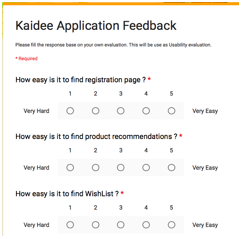 Kaidee Application Feedback
Please fill the response base on your own evaluation. This will be use as Usability evaluation.
* Required
How easy is it to find registration page ? *
1 2 3 4 5
Very Hard Very Easy
How easy is it to find product recommendations ? *
1 2 3 4 5
Very Hard Very Easy
How easy is it to find WishList ? *
1 2 3 4 5
Very Hard Very Easy